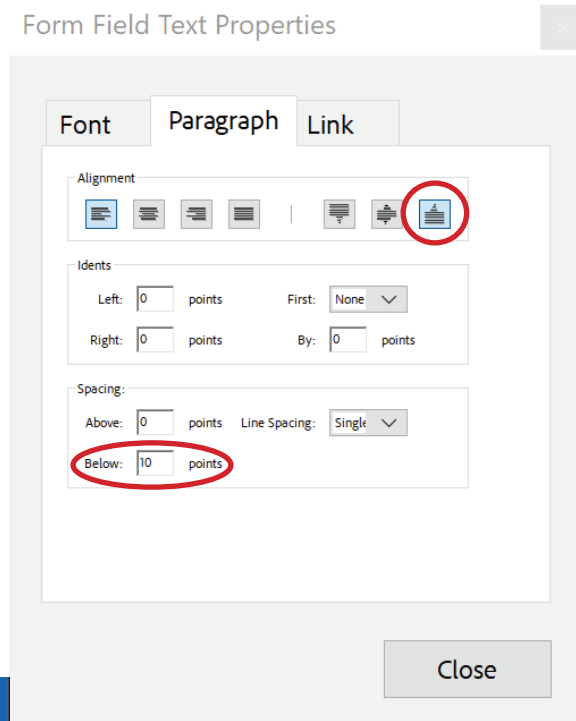 Form Field Text Properties
Font Paragraph Link
Alignment
Idents
Left: 0 points First: None
Right: 0 points By: 0 points
Spacing:
Above: 0 points Line Spacing: Single
Below: 10 points
Close